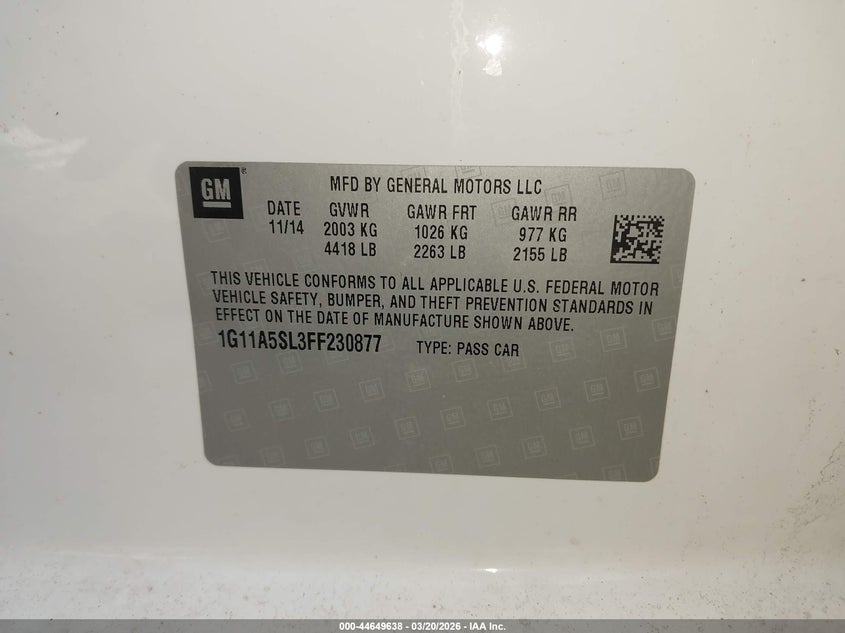 GM ®
MFD BY GENERAL MOTORS LLC
DATE GVWR GAWR FRT GAWR RR
11/14 2003 KG 1026 KG 977 KG
4418 LB 2263 LB 2155 LB
THIS VEHICLE CONFORMS TO ALL APPLICABLE U.S. FEDERAL MOTOR
VEHICLE SAFETY, BUMPER, AND THEFT PREVENTION STANDARDS IN
EFFECT ON THE DATE OF MANUFACTURE SHOWN ABOVE.
1G11A5SL3FF230877 TYPE: PASS CAR
000-44649638 - 03/20/2026 - IAA Inc.